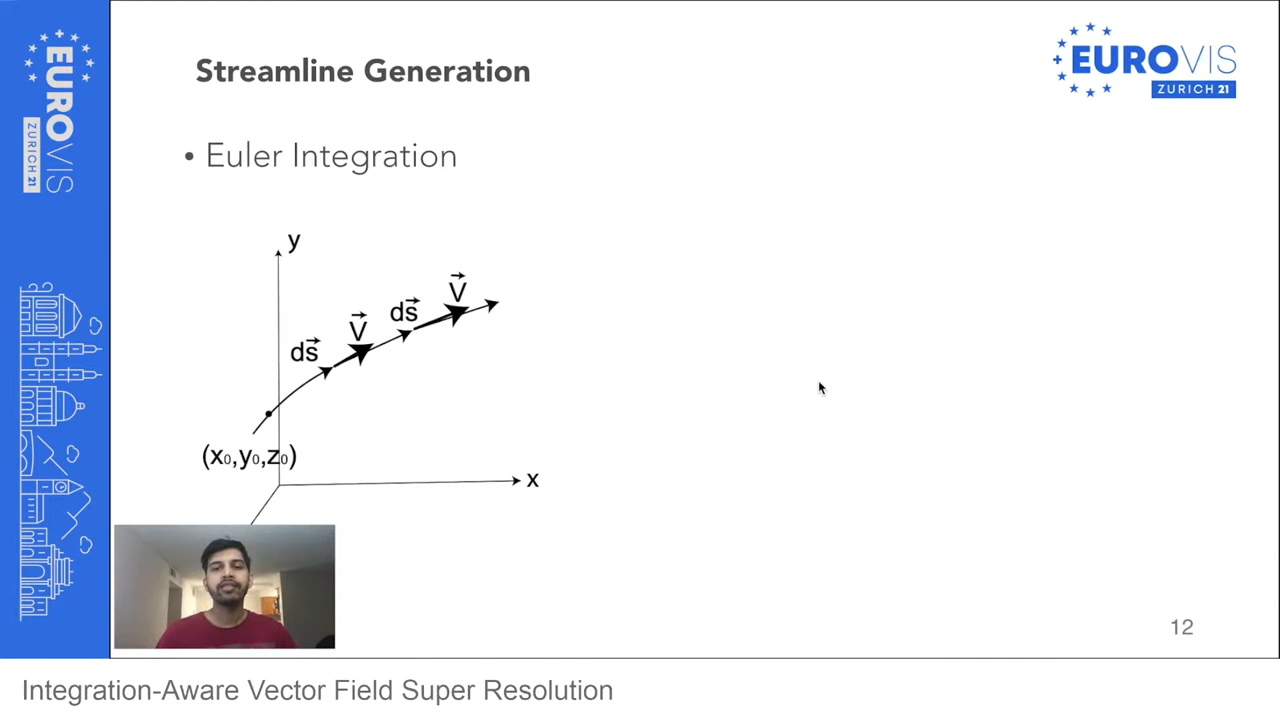 Streamline Generation
EUROVIS
ZURICH 21
EUROVIS
ZURICH 21
• Euler Integration
y
V⃗
ds⃗
V⃗
ds⃗
(x₀,y₀,z₀)
x
12
Integration-Aware Vector Field Super Resolution